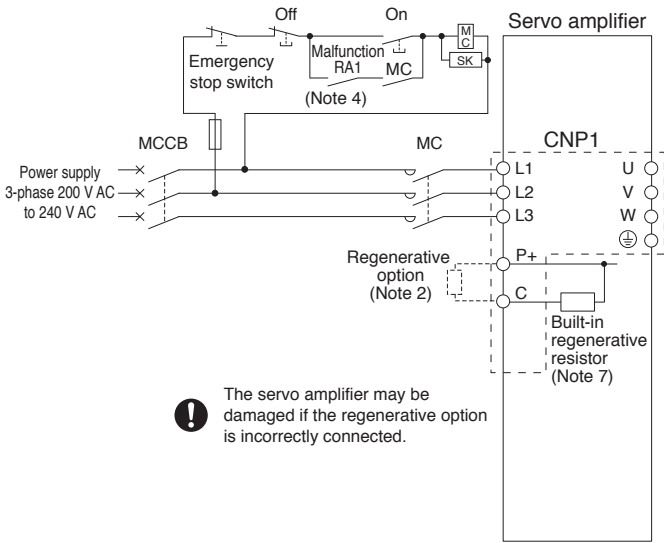 Off
On
Servo amplifier
Emergency
stop switch
Malfunction
RA1
MC
(Note 4)
M
C
SK
MCCB
MC
CNP1
Power supply
3-phase 200 V AC
to 240 V AC
L1
L2
L3
U
V
W
Regenerative
option
(Note 2)
P+
C
Built-in
regenerative
resistor
(Note 7)
The servo amplifier may be
damaged if the regenerative option
is incorrectly connected.